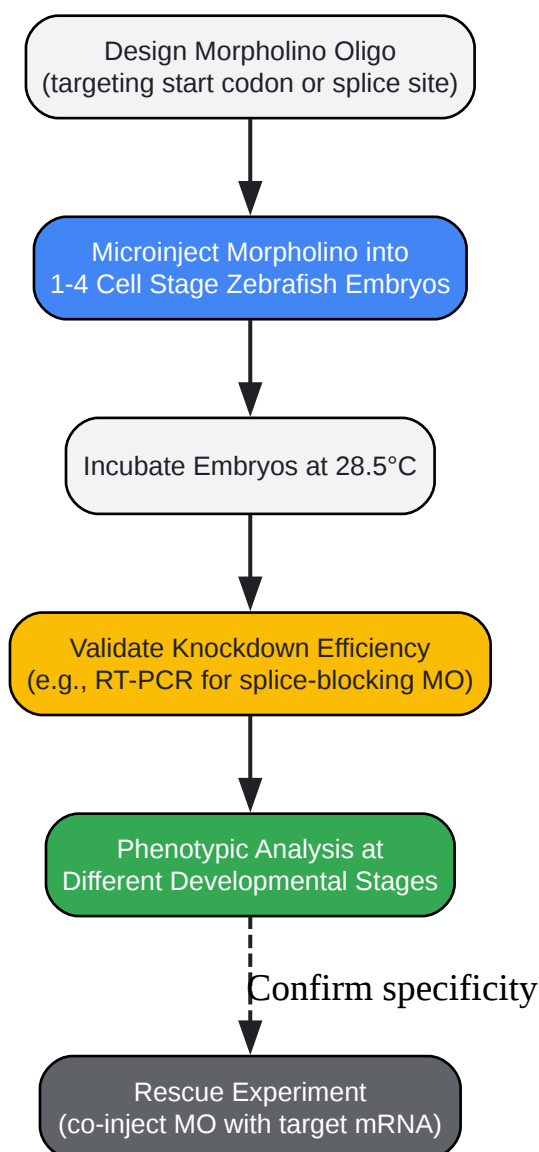 Design Morpholino Oligo
(targeting start codon or splice site)
Microinject Morpholino into
1-4 Cell Stage Zebrafish Embryos
Incubate Embryos at 28.5°C
Validate Knockdown Efficiency
(e.g., RT-PCR for splice-blocking MO)
Phenotypic Analysis at
Different Developmental Stages
Confirm specificity
Rescue Experiment
(co-inject MO with target mRNA)